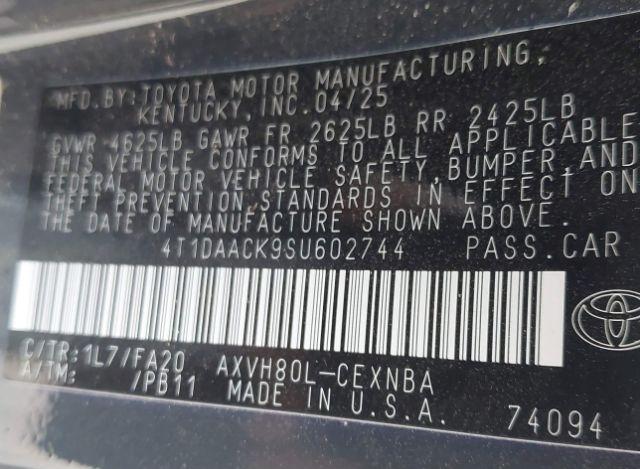 MFD.BY:TOYOTA MOTOR MANUFACTURING,
KENTUCKY,INC.04/25
GVWR 4625LB GAWR FR 2625LB RR 2425LB
THIS VEHICLE CONFORMS TO ALL APPLICABLE
FEDERAL MOTOR VEHICLE SAFETY,BUMPER,AND
THEFT PREVENTION STANDARDS IN EFFECT ON
THE DATE OF MANUFACTURE SHOWN ABOVE.
4T1DAACK9SU602744 PASS.CAR
C/TR:1L7/FA20 AXVH80L-CEXNBA
A/TM: /PB11 MADE IN U.S.A. 74094